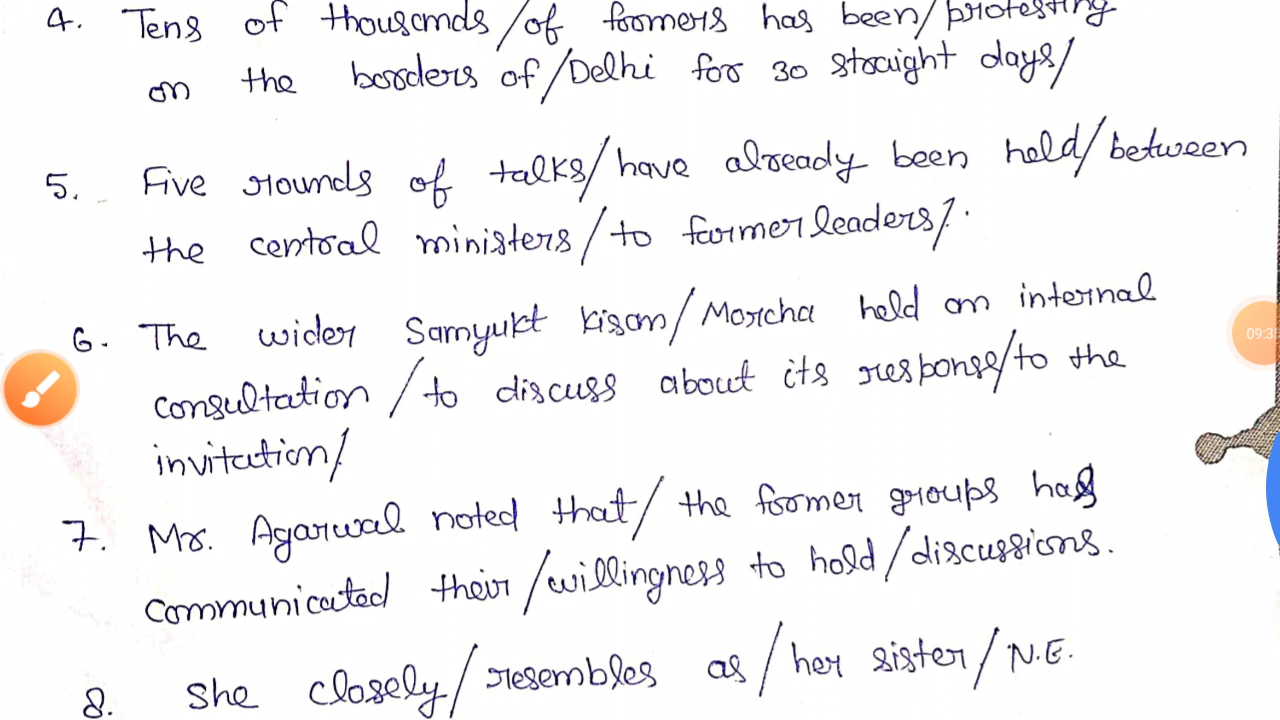 4. Tens of thousands / of farmers has been / protesting
on the borders of / Delhi for 30 straight days /
5. Five rounds of talks / have already been held / between
the central ministers / to farmer leaders /.
6. The wider Samyukt Kisan / Morcha held an internal
consultation / to discuss about its response / to the
invitation /
09:3
7. Mr. Agarwal noted that / the farmer groups has
communicated their / willingness to hold / discussions.
8. She closely / resembles as / her sister / N.E.